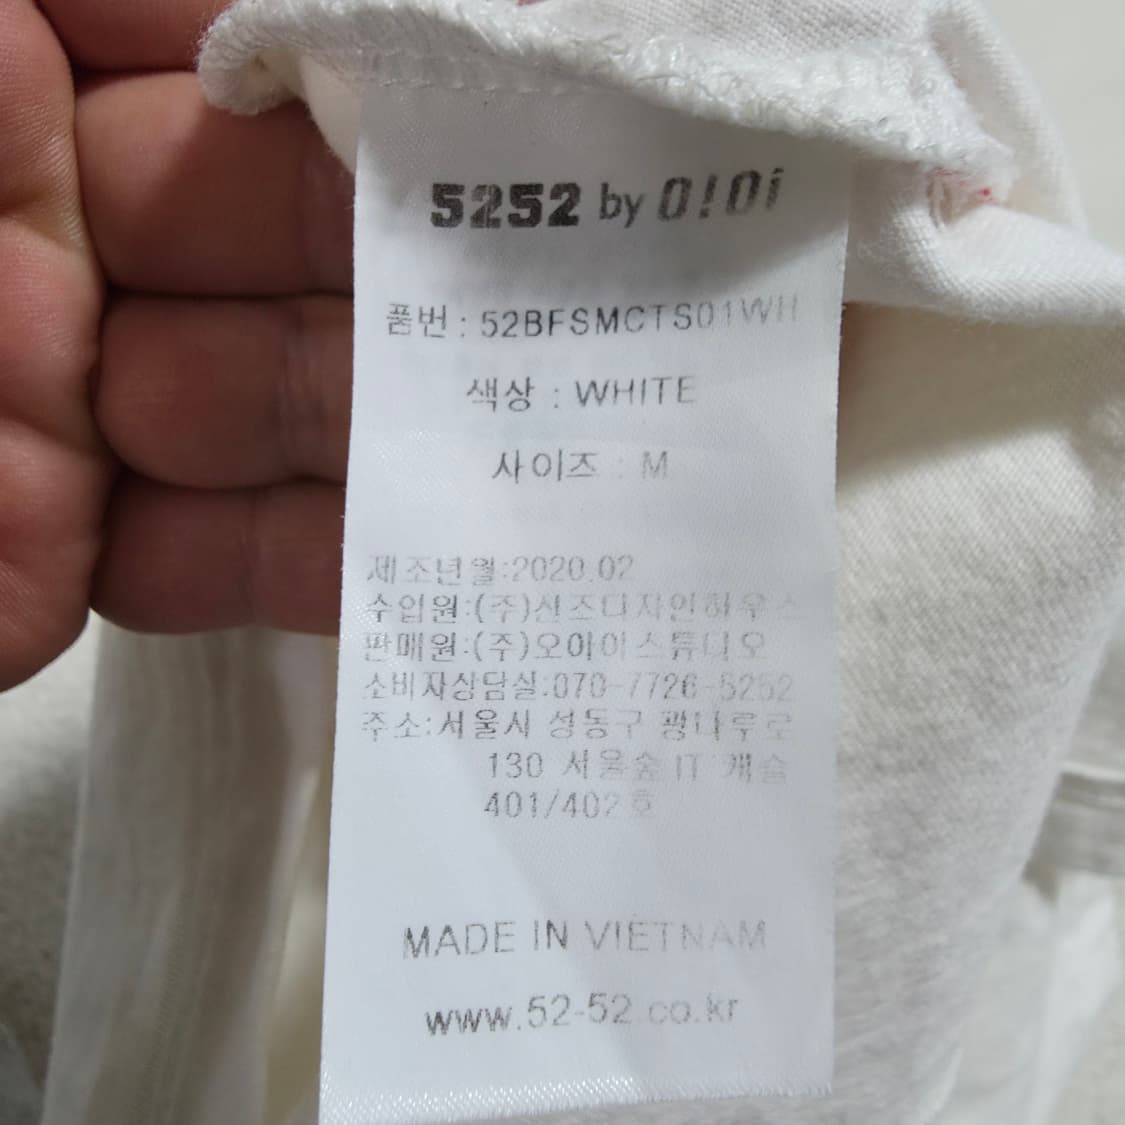 5252 by O!Oi
품번 : 52BFSMCTS01WH
색상 : WHITE
사이즈 : M
제조년월:2020.02
수입원:(주)신즈디자인하우스
판매원:(주)오아이스튜디오
소비자상담실:070-7726-5252
주소:서울시 성동구 광나루로
130 서울숲 IT 캐슬
401/402호
MADE IN VIETNAM
www.52-52.co.kr